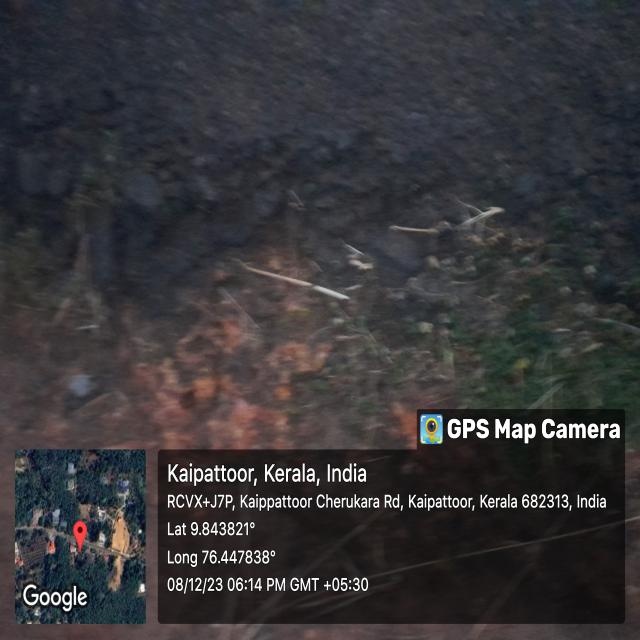 GPS Map Camera
Kaipattoor, Kerala, India
RCVX+J7P, Kaippattoor Cherukara Rd, Kaipattoor, Kerala 682313, India
Lat 9.843821°
Long 76.447838°
08/12/23 06:14 PM GMT +05:30
Google